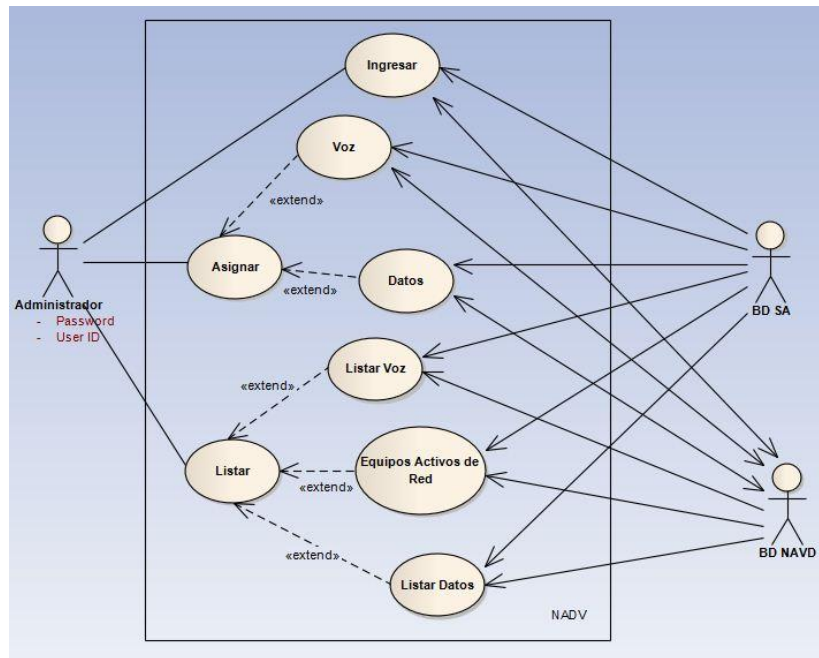 Ingresar
Voz
«extend»
Asignar
Datos
«extend»
Administrador
- Password
- User ID
BD SA
Listar Voz
«extend»
Listar
Equipos Activos de
Red
«extend»
BD NAVD
«extend»
Listar Datos
NADV